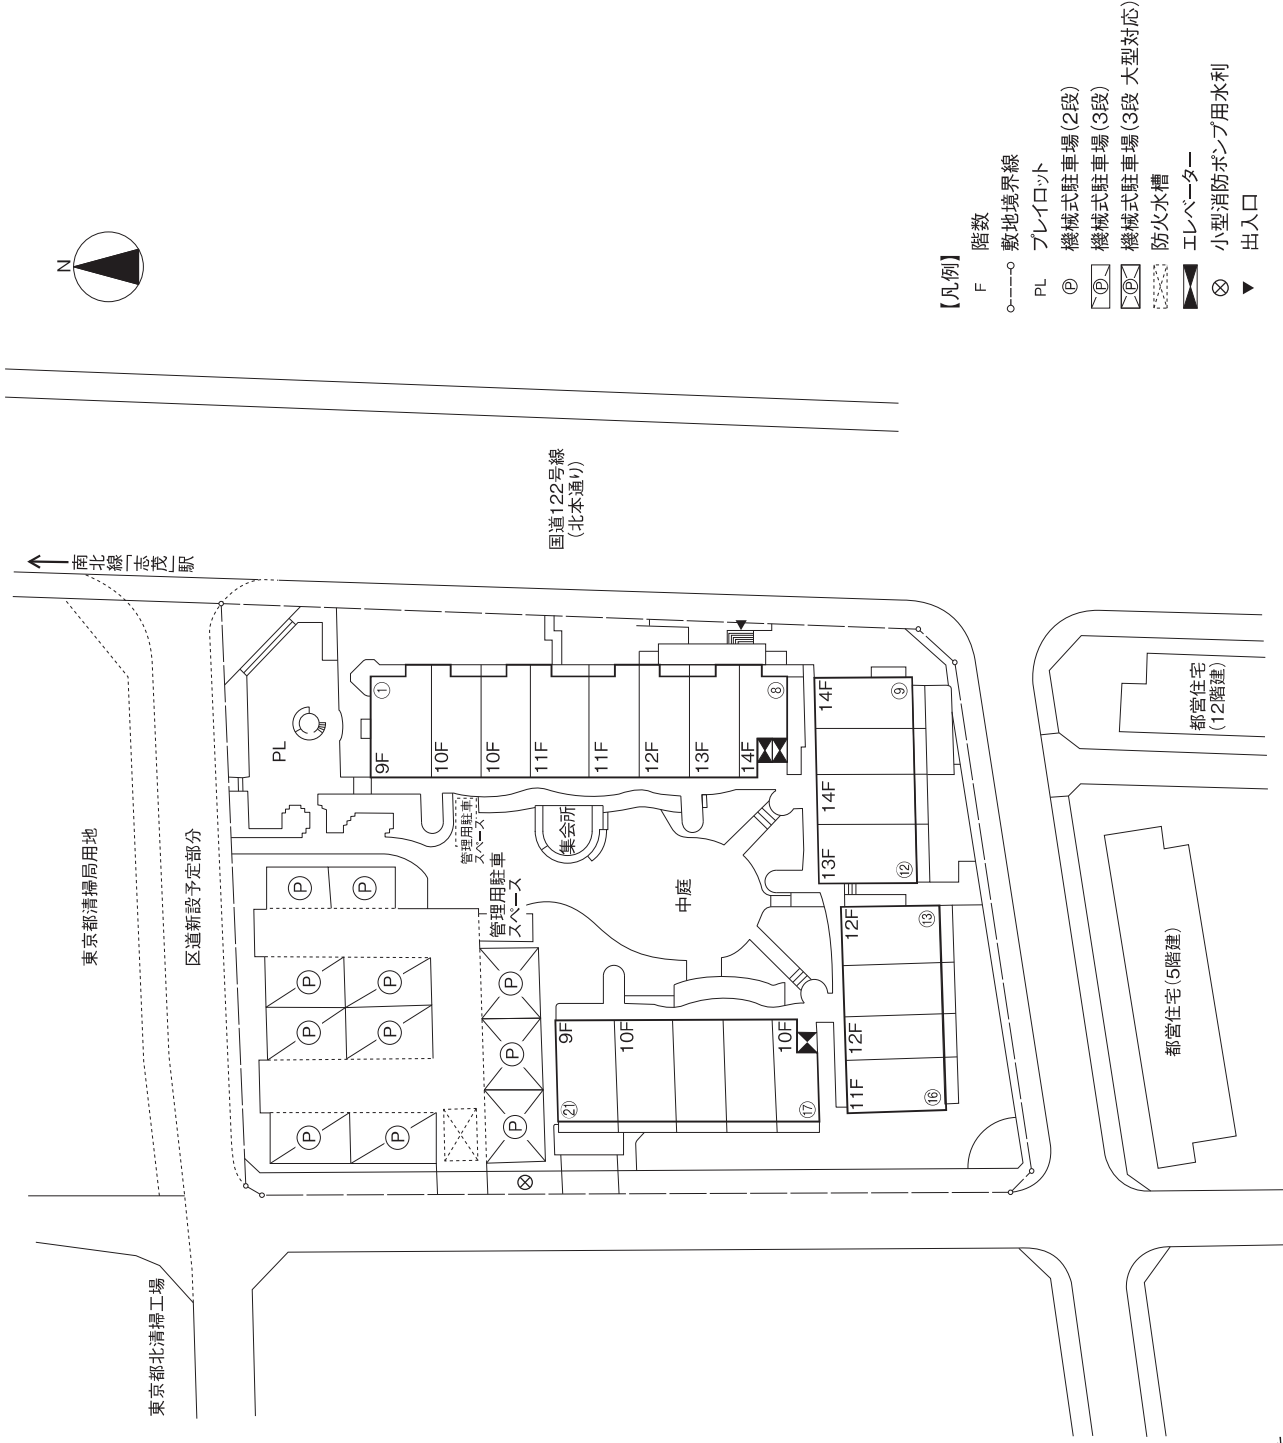 N
【凡例】
F 階数
敷地境界線
PL プレイロット
Ⓟ 機械式駐車場(2段)
Ⓟ 機械式駐車場(3段)
Ⓟ 機械式駐車場(3段 大型対応)
防火水槽
エレベーター
小型消防ポンプ用水利
出入口
国道122号線
(北本通り)
南北線「志茂」駅
東京都清掃局用地
区道新設予定部分
東京都北清掃工場
PL
管理用駐車
スペース
管理用駐車
スペース
集会所
中庭
①
9F
10F
10F
11F
11F
12F
13F
14F
⑧
14F
⑨
14F
13F
⑫
12F
⑬
12F
11F
⑯
9F
10F
10F
㉑
⑰
P
P
P
P
P
P
P
P
P
P
P
都営住宅
(12階建)
都営住宅(5階建)